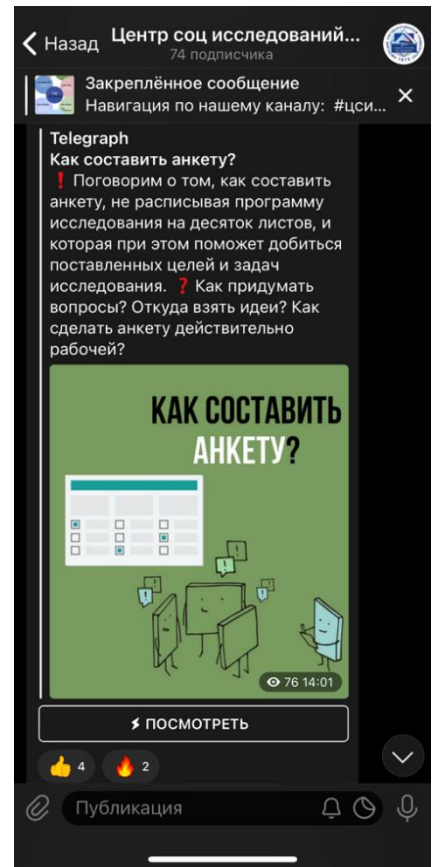 Назад
Центр соц исследований...
74 подписчика
Закреплённое сообщение
Навигация по нашему каналу: #цси...
Telegraph
Как составить анкету?
❗ Поговорим о том, как составить
анкету, не расписывая программу
исследования на десяток листов, и
которая при этом поможет добиться
поставленных целей и задач
исследования. ❓ Как придумать
вопросы? Откуда взять идеи? Как
сделать анкету действительно
рабочей?
КАК СОСТАВИТЬ
АНКЕТУ?
76 14:01
ПОСМОТРЕТЬ
👍 4 🔥 2
Публикация